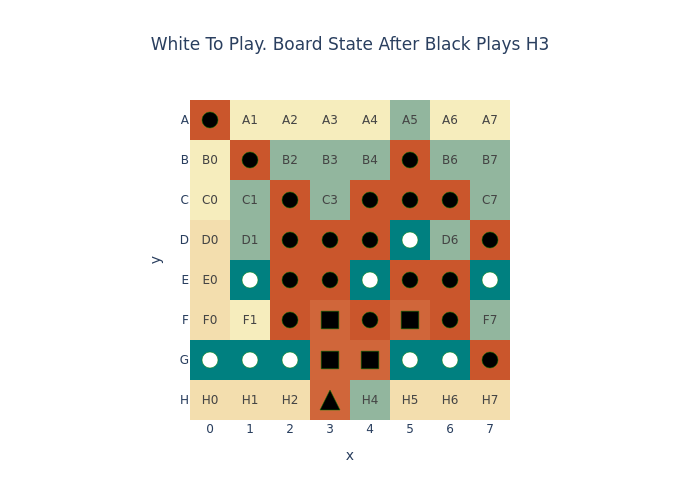 White To Play. Board State After Black Plays H3
A A1 A2 A3 A4 A5 A6 A7
B B0 B2 B3 B4 B6 B7
C C0 C1 C3 C7
D D0 D1 D6
E E0
F F0 F1 F7
G
H H0 H1 H2 H4 H5 H6 H7
0 1 2 3 4 5 6 7
x
y